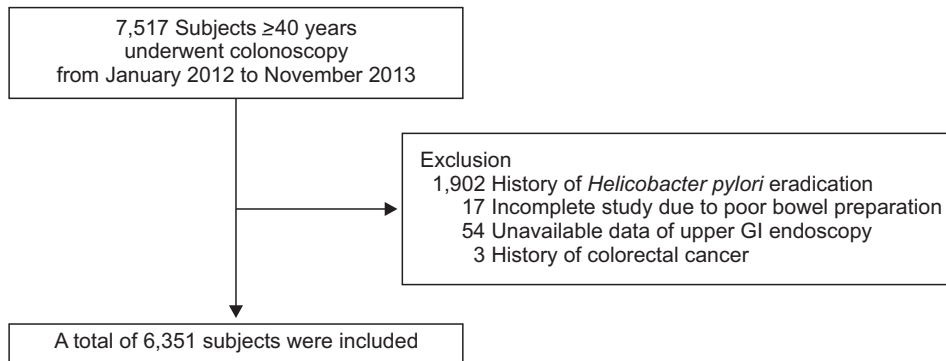 7,517 Subjects ≥40 years
underwent colonoscopy
from January 2012 to November 2013
Exclusion
1,902 History of Helicobacter pylori eradication
17 Incomplete study due to poor bowel preparation
54 Unavailable data of upper GI endoscopy
3 History of colorectal cancer
A total of 6,351 subjects were included